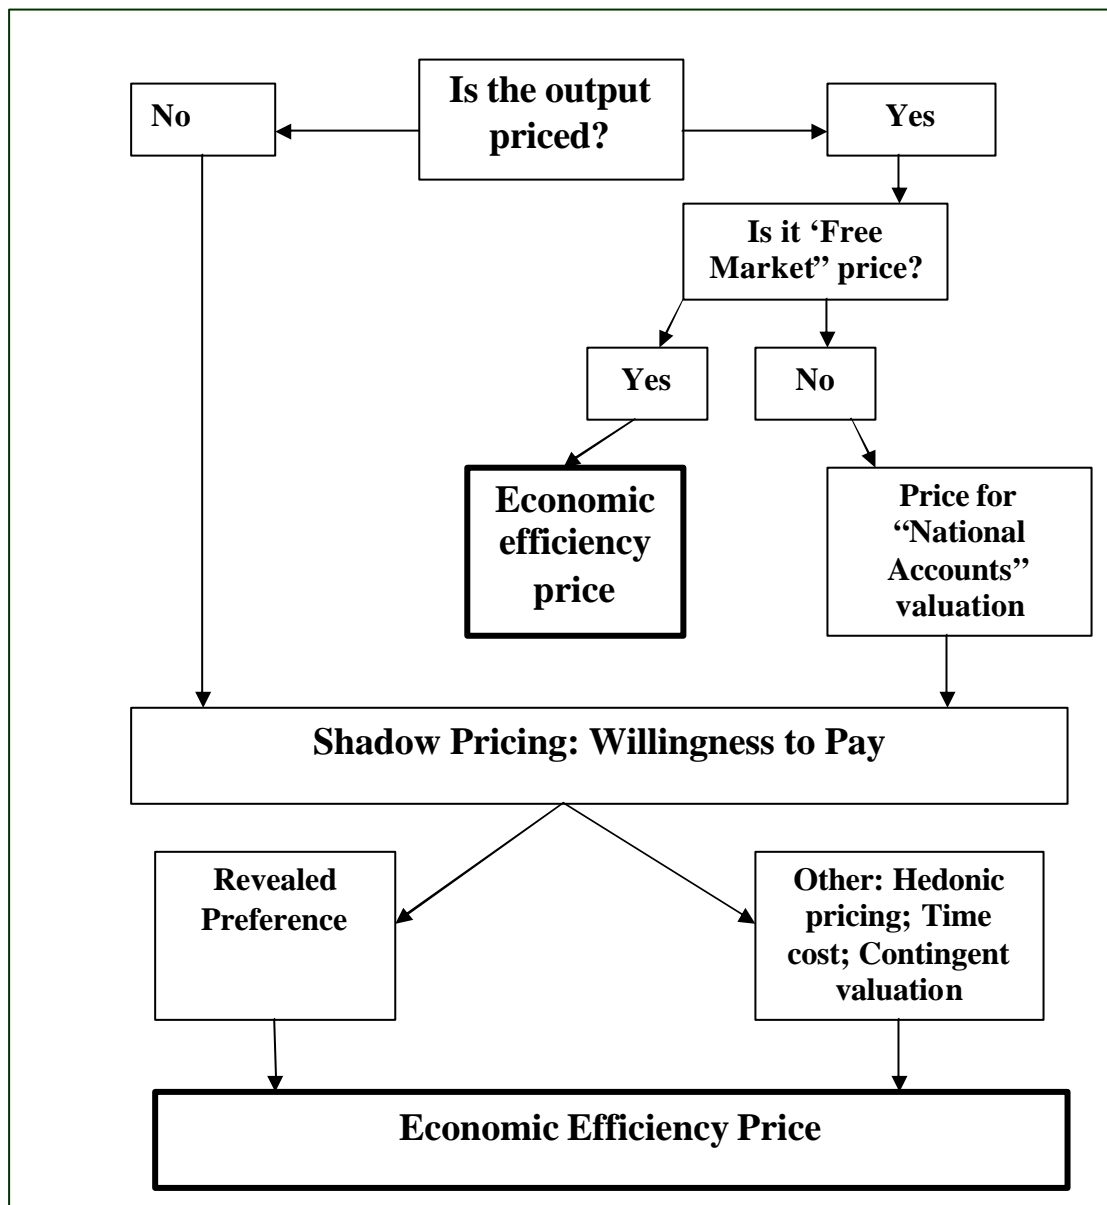 No
Is the output
priced?
Yes
Is it ‘Free
Market” price?
Yes
No
Economic
efficiency
price
Price for
“National
Accounts”
valuation
Shadow Pricing: Willingness to Pay
Revealed
Preference
Other: Hedonic
pricing; Time
cost; Contingent
valuation
Economic Efficiency Price